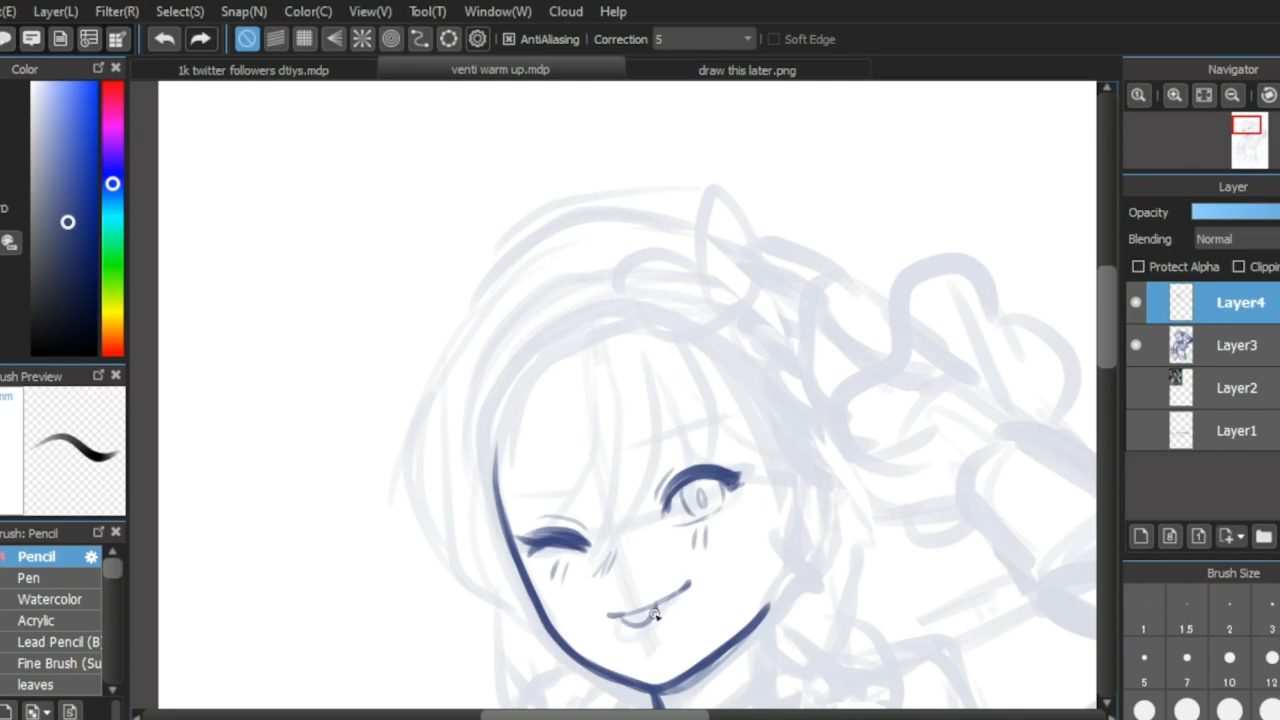 (E) Layer(L) Filter(R) Select(S) Snap(N) Color(C) View(V) Tool(T) Window(W) Cloud Help
AntiAliasing Correction 5 Soft Edge
Color
1k twitter followers dtiys.mdp venti warm up.mdp draw this later.png
Navigator
Layer
Opacity
Blending Normal
Protect Alpha Clippi
Layer4
Layer3
Layer2
Layer1
ush Preview
mm
rush: Pencil
Pencil
Pen
Watercolor
Acrylic
Lead Pencil (B)
Fine Brush (Su
leaves
Brush Size
1 1.5 2 3
5 7 10 12